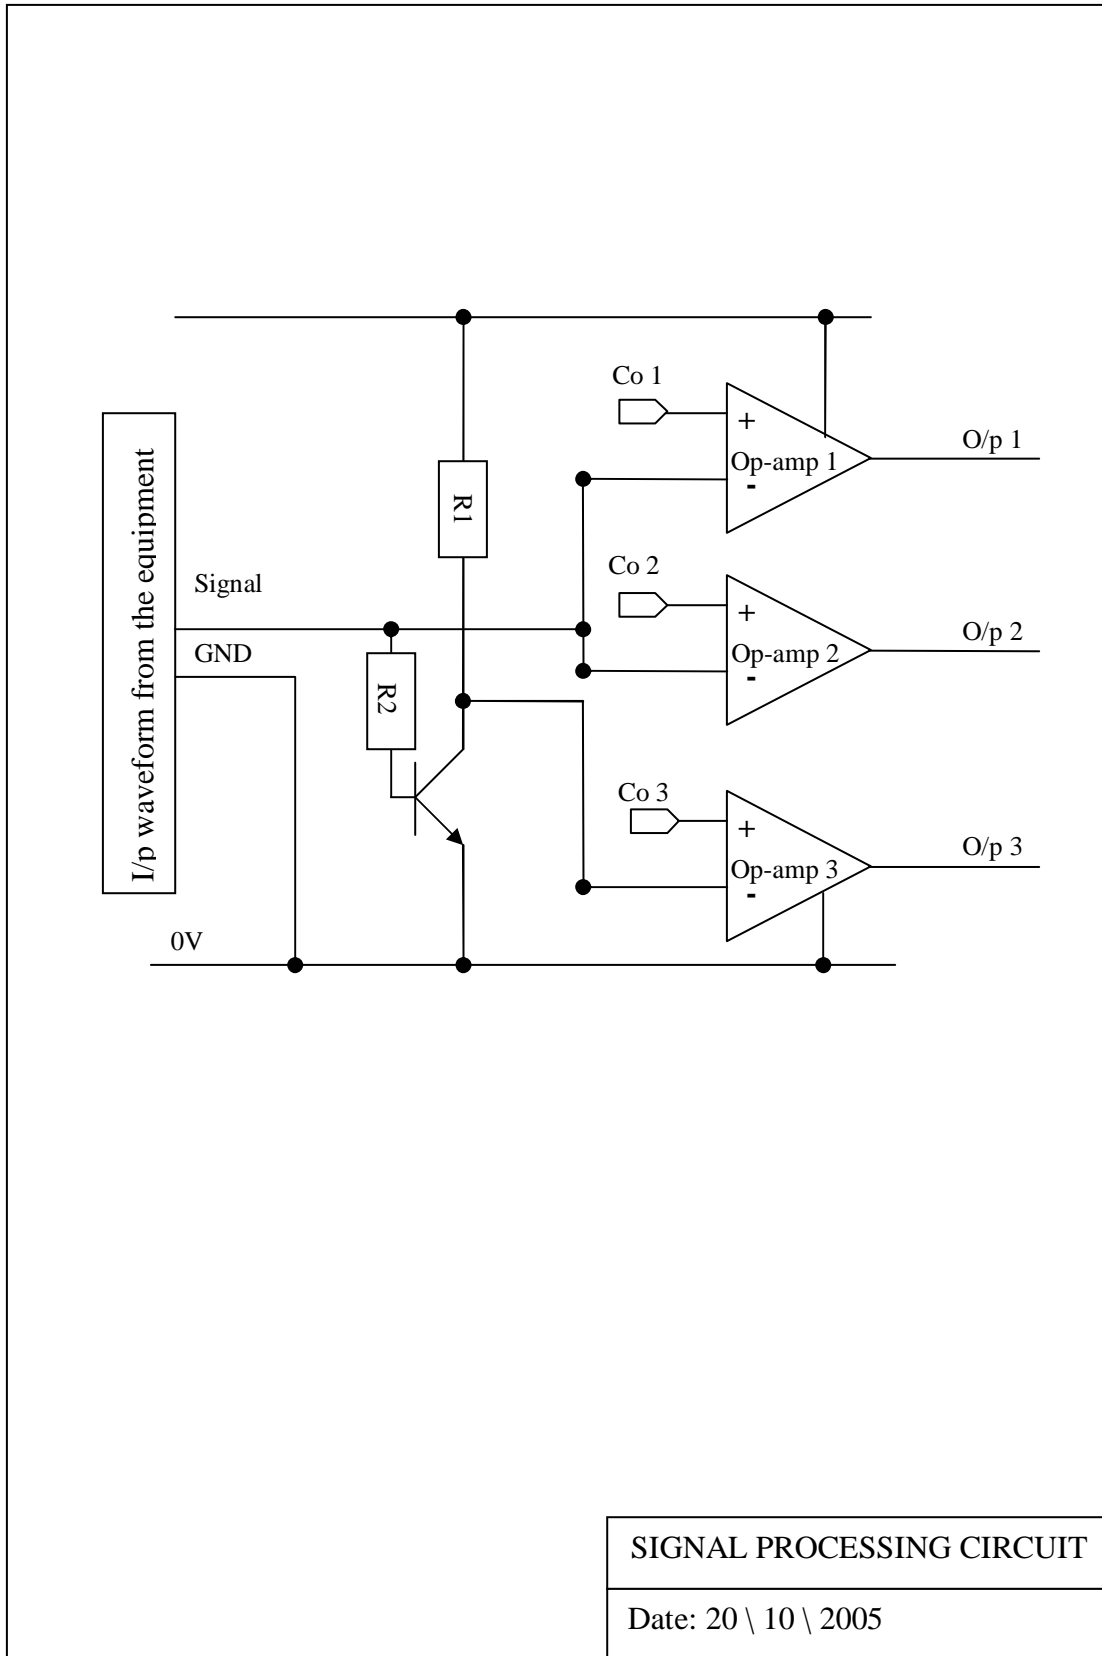 Co 1
+
Op-amp 1
-
O/p 1
I/p waveform from the equipment
R1
Signal
GND
Co 2
+
Op-amp 2
-
O/p 2
R2
Co 3
+
Op-amp 3
-
O/p 3
0V
SIGNAL PROCESSING CIRCUIT
Date: 20 \ 10 \ 2005